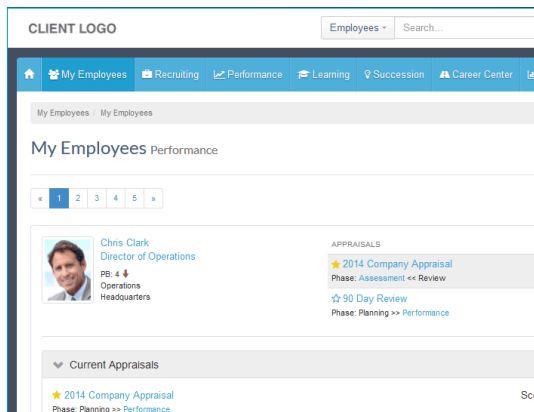 CLIENT LOGO
Employees
Search...
My Employees
Recruiting
Performance
Learning
Succession
Career Center
My Employees / My Employees
My Employees Performance
« 1 2 3 4 5 »
Chris Clark
Director of Operations
PB: 4
Operations
Headquarters
APPRAISALS
2014 Company Appraisal
Phase: Assessment << Review
90 Day Review
Phase: Planning >> Performance
Current Appraisals
2014 Company Appraisal
Sc
Phase: Planning >> Performance